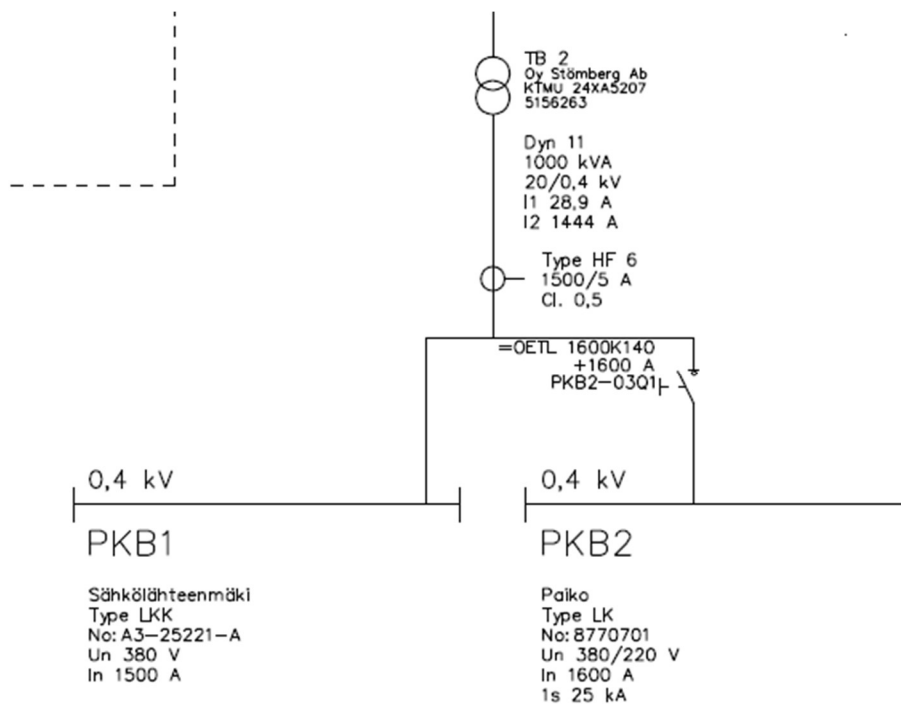 TB 2
Oy Stömberg Ab
KTMU 24XA5207
5156263
Dyn 11
1000 kVA
20/0,4 kV
I1 28,9 A
I2 1444 A
Type HF 6
1500/5 A
Cl. 0,5
=OETL 1600K140
+1600 A
PKB2-03Q1
0,4 kV
PKB1
Sähkölähteenmäki
Type LKK
No: A3-25221-A
Un 380 V
In 1500 A
0,4 kV
PKB2
Paiko
Type LK
No: 8770701
Un 380/220 V
In 1600 A
1s 25 kA